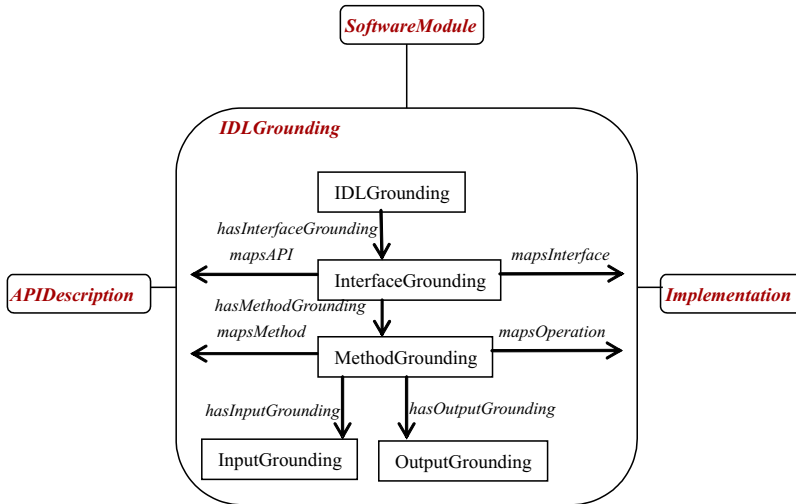 SoftwareModule
IDLGrounding
IDLGrounding
hasInterfaceGrounding
mapsAPI
mapsInterface
InterfaceGrounding
APIDescription
Implementation
hasMethodGrounding
mapsMethod
mapsOperation
MethodGrounding
hasInputGrounding
hasOutputGrounding
InputGrounding
OutputGrounding